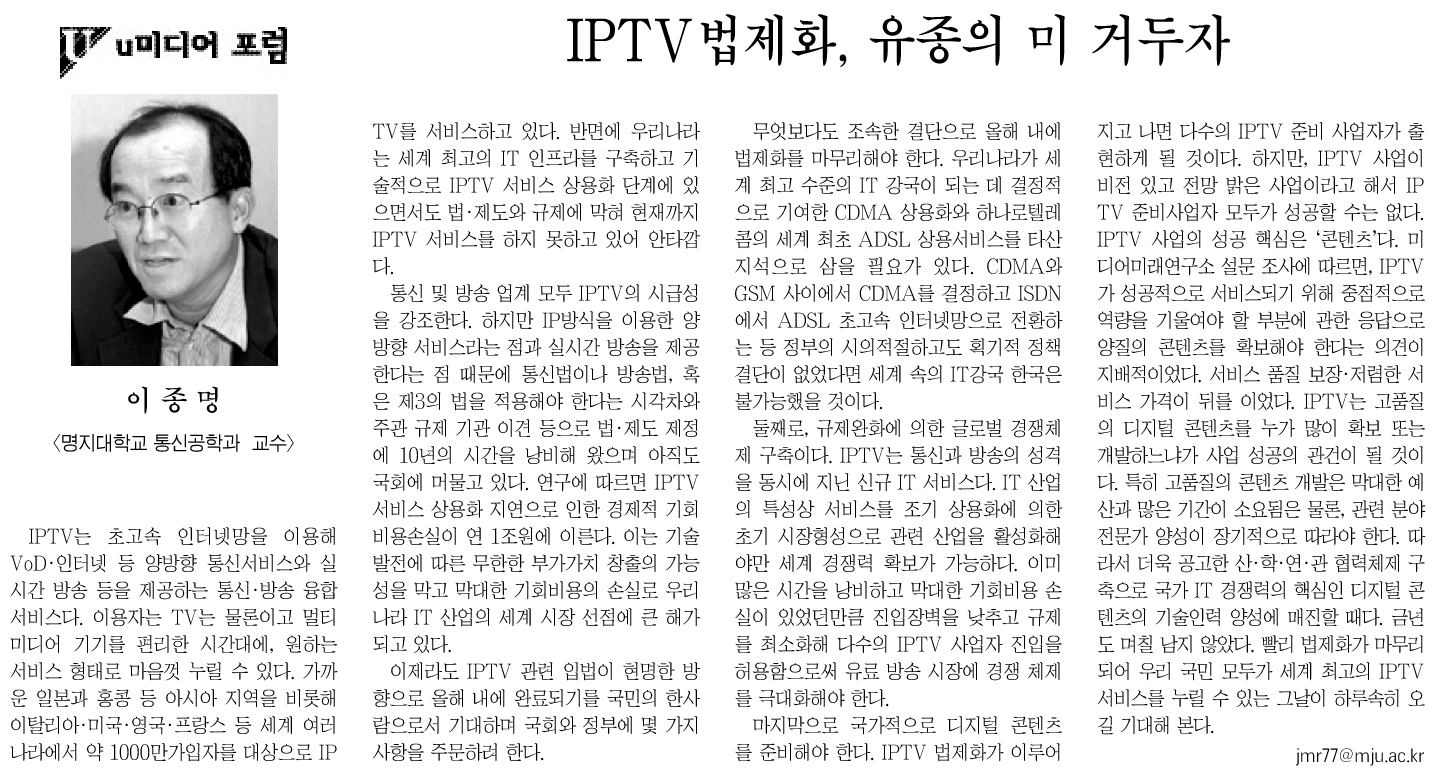 u미디어 포럼
IPTV법제화, 유종의 미 거두자
이종명
〈명지대학교 통신공학과 교수〉
IPTV는 초고속 인터넷망을 이용해
VoD·인터넷 등 양방향 통신서비스와 실
시간 방송 등을 제공하는 통신·방송 융합
서비스다. 이용자는 TV는 물론이고 멀티
미디어 기기를 편리한 시간대에, 원하는
서비스 형태로 마음껏 누릴 수 있다. 가까
운 일본과 홍콩 등 아시아 지역을 비롯해
이탈리아·미국·영국·프랑스 등 세계 여러
나라에서 약 1000만가입자를 대상으로 IP
TV를 서비스하고 있다. 반면에 우리나라
는 세계 최고의 IT 인프라를 구축하고 기
술적으로 IPTV 서비스 상용화 단계에 있
으면서도 법·제도와 규제에 막혀 현재까지
IPTV 서비스를 하지 못하고 있어 안타깝
다.
통신 및 방송 업계 모두 IPTV의 시급성
을 강조한다. 하지만 IP방식을 이용한 양
방향 서비스라는 점과 실시간 방송을 제공
한다는 점 때문에 통신법이나 방송법, 혹
은 제3의 법을 적용해야 한다는 시각차와
주관 규제 기관 이견 등으로 법·제도 제정
에 10년의 시간을 낭비해 왔으며 아직도
국회에 머물고 있다. 연구에 따르면 IPTV
서비스 상용화 지연으로 인한 경제적 기회
비용손실이 연 1조원에 이른다. 이는 기술
발전에 따른 무한한 부가가치 창출의 가능
성을 막고 막대한 기회비용의 손실로 우리
나라 IT 산업의 세계 시장 선점에 큰 해가
되고 있다.
이제라도 IPTV 관련 입법이 현명한 방
향으로 올해 내에 완료되기를 국민의 한사
람으로서 기대하며 국회와 정부에 몇 가지
사항을 주문하려 한다.
무엇보다도 조속한 결단으로 올해 내에
법제화를 마무리해야 한다. 우리나라가 세
계 최고 수준의 IT 강국이 되는 데 결정적
으로 기여한 CDMA 상용화와 하나로텔레
콤의 세계 최초 ADSL 상용서비스를 타산
지석으로 삼을 필요가 있다. CDMA와
GSM 사이에서 CDMA를 결정하고 ISDN
에서 ADSL 초고속 인터넷망으로 전환하
는 등 정부의 시의적절하고도 획기적 정책
결단이 없었다면 세계 속의 IT강국 한국은
불가능했을 것이다.
둘째로, 규제완화에 의한 글로벌 경쟁체
제 구축이다. IPTV는 통신과 방송의 성격
을 동시에 지닌 신규 IT 서비스다. IT 산업
의 특성상 서비스를 조기 상용화에 의한
초기 시장형성으로 관련 산업을 활성화해
야만 세계 경쟁력 확보가 가능하다. 이미
많은 시간을 낭비하고 막대한 기회비용 손
실이 있었던만큼 진입장벽을 낮추고 규제
를 최소화해 다수의 IPTV 사업자 진입을
허용함으로써 유료 방송 시장에 경쟁 체제
를 극대화해야 한다.
마지막으로 국가적으로 디지털 콘텐츠
를 준비해야 한다. IPTV 법제화가 이루어
지고 나면 다수의 IPTV 준비 사업자가 출
현하게 될 것이다. 하지만, IPTV 사업이
비전 있고 전망 밝은 사업이라고 해서 IP
TV 준비사업자 모두가 성공할 수는 없다.
IPTV 사업의 성공 핵심은 ‘콘텐츠’다. 미
디어미래연구소 설문 조사에 따르면, IPTV
가 성공적으로 서비스되기 위해 중점적으로
역량을 기울여야 할 부분에 관한 응답으로
양질의 콘텐츠를 확보해야 한다는 의견이
지배적이었다. 서비스 품질 보장·저렴한 서
비스 가격이 뒤를 이었다. IPTV는 고품질
의 디지털 콘텐츠를 누가 많이 확보 또는
개발하느냐가 사업 성공의 관건이 될 것이
다. 특히 고품질의 콘텐츠 개발은 막대한 예
산과 많은 기간이 소요됨은 물론, 관련 분야
전문가 양성이 장기적으로 따라야 한다. 따
라서 더욱 공고한 산·학·연·관 협력체제 구
축으로 국가 IT 경쟁력의 핵심인 디지털 콘
텐츠의 기술인력 양성에 매진할 때다. 금년
도 며칠 남지 않았다. 빨리 법제화가 마무리
되어 우리 국민 모두가 세계 최고의 IPTV
서비스를 누릴 수 있는 그날이 하루속히 오
길 기대해 본다.
jmr77@mju.ac.kr